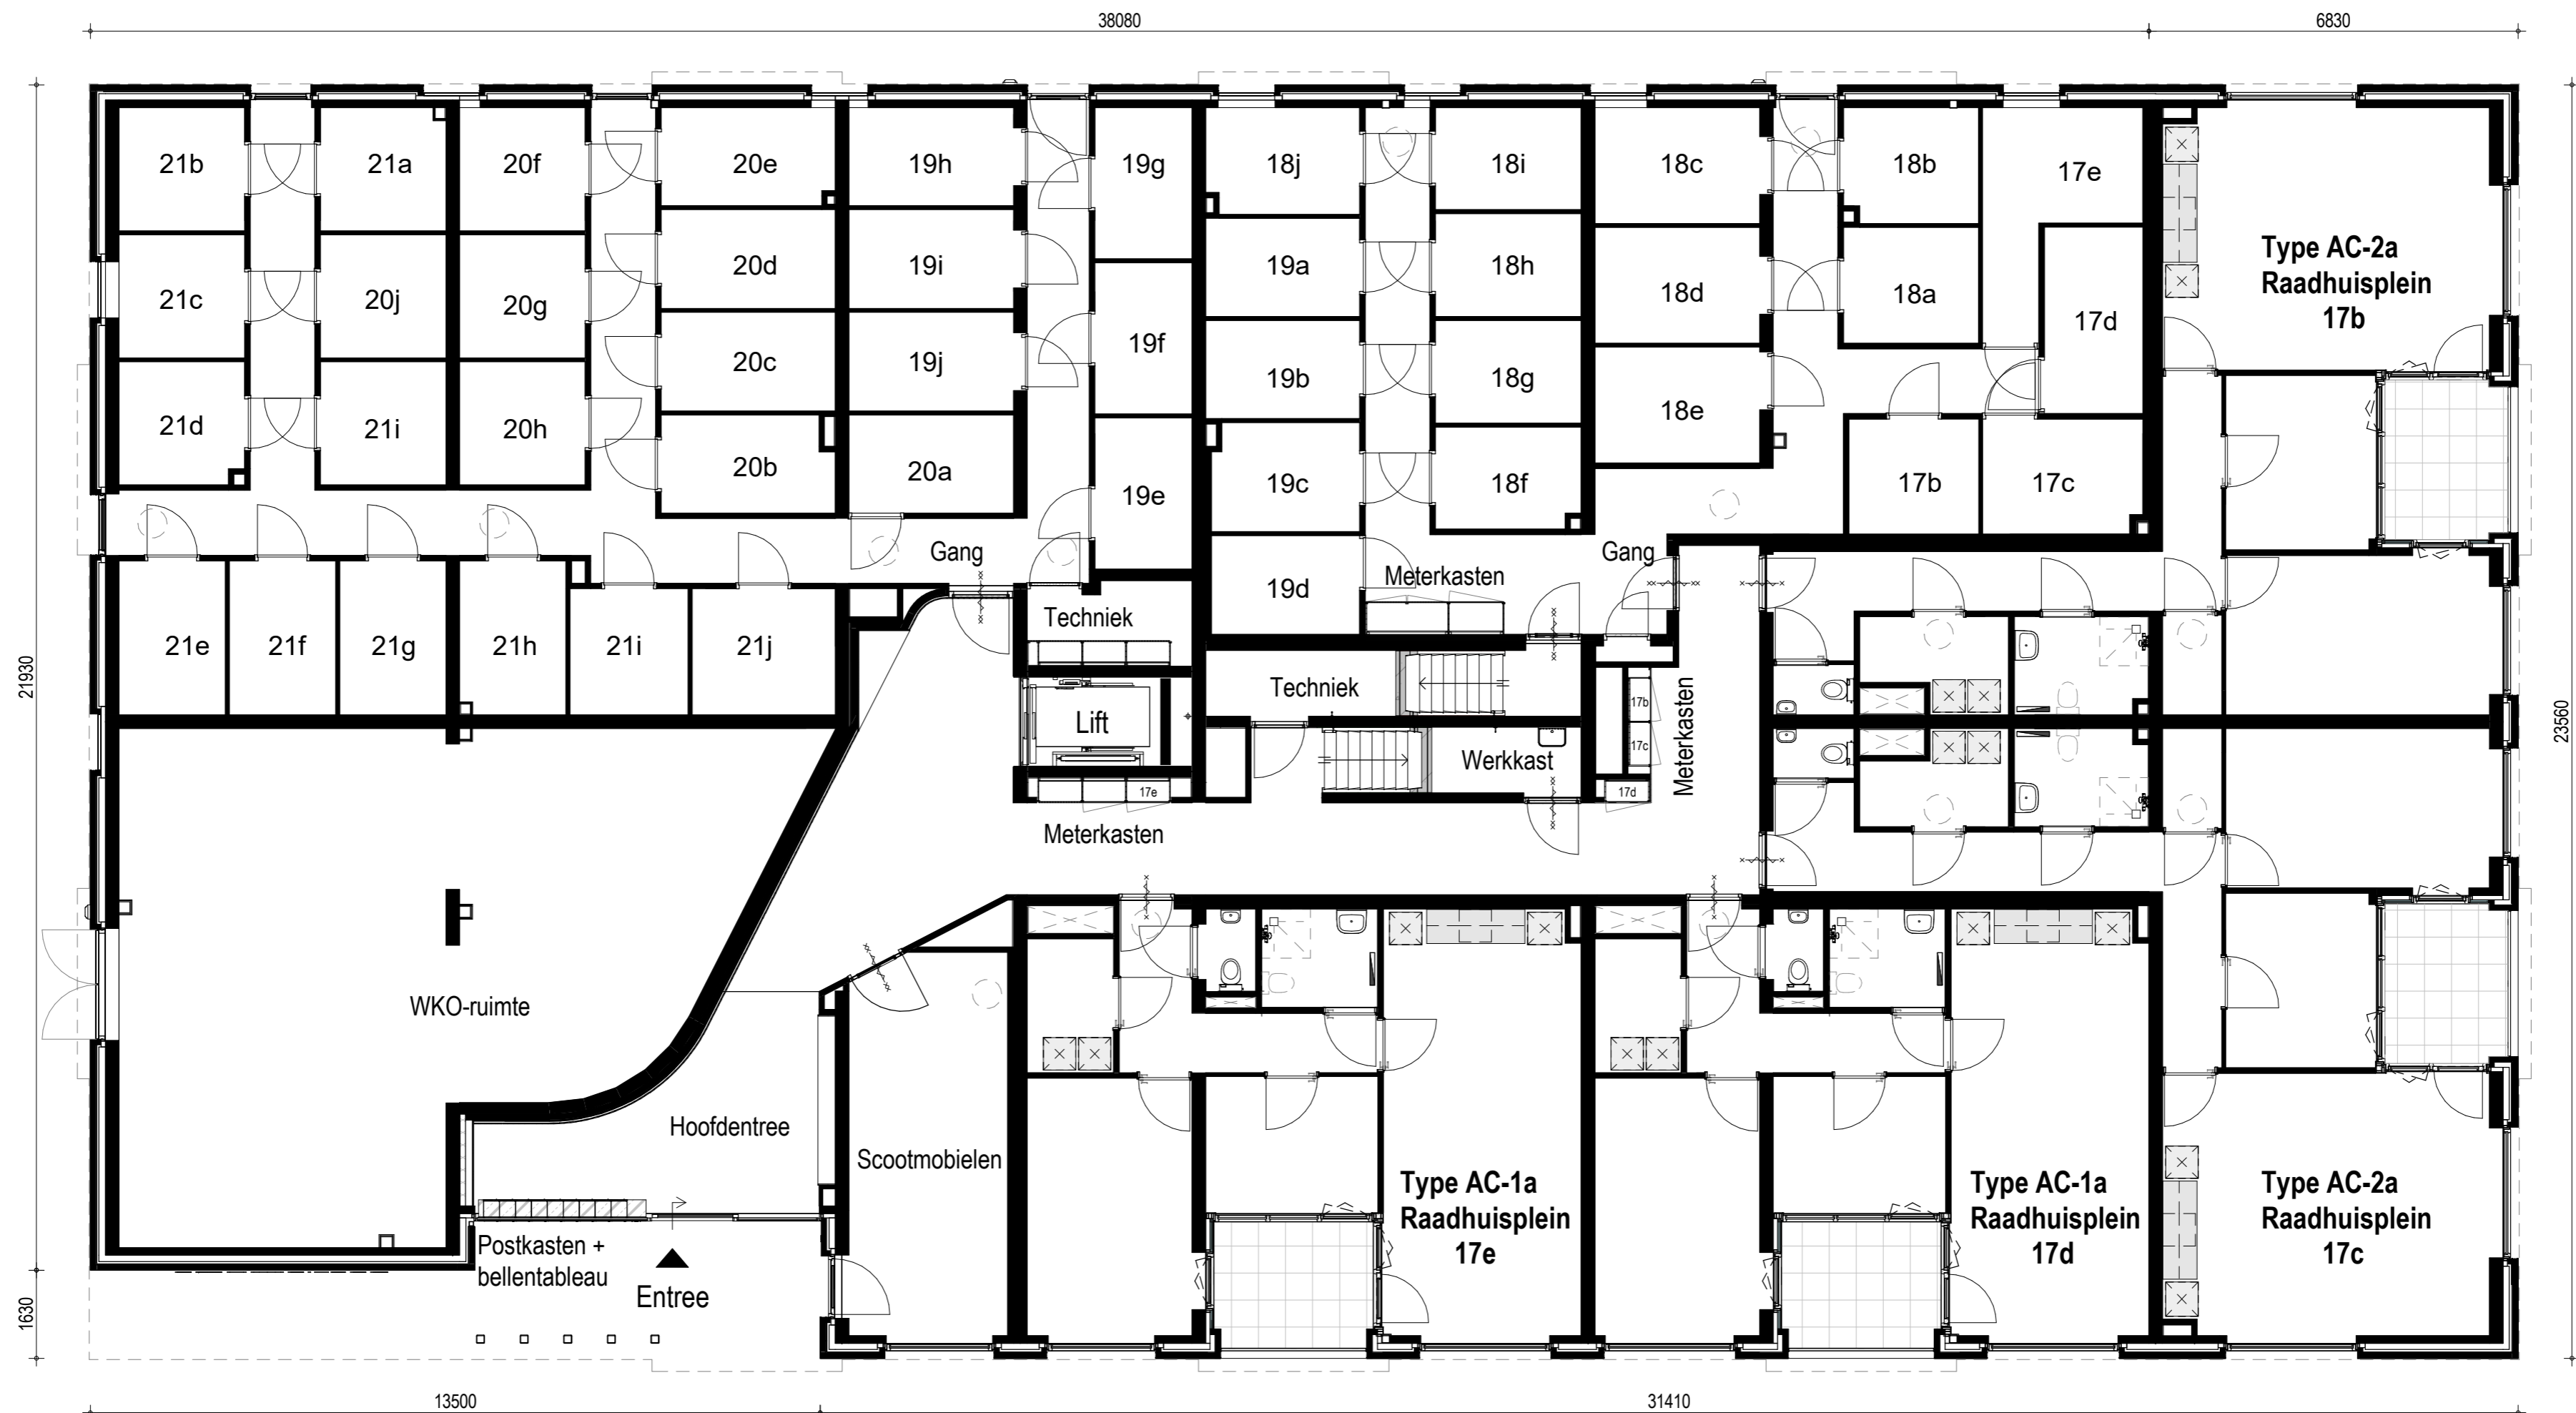 38080
6830
21b
21a
20f
20e
19h
19g
18j
18i
18c
18b
17e
21c
20j
20g
20d
19i
19a
18h
18d
18a
17d
Type AC-2a
Raadhuisplein
17b
21d
21i
20h
20c
19j
19f
19b
18g
18e
20b
20a
19e
19c
18f
17b
17c
Gang
Gang
19d
Meterkasten
21e
21f
21g
21h
21i
21j
Techniek
Lift
Techniek
Werkkast
17b
17c
17d
Meterkasten
17e
Meterkasten
21930
23560
WKO-ruimte
Hoofdentree
Scootmobielen
Type AC-1a
Raadhuisplein
17e
Type AC-1a
Raadhuisplein
17d
Type AC-2a
Raadhuisplein
17c
Postkasten +
bellentableau
Entree
1630
13500
31410